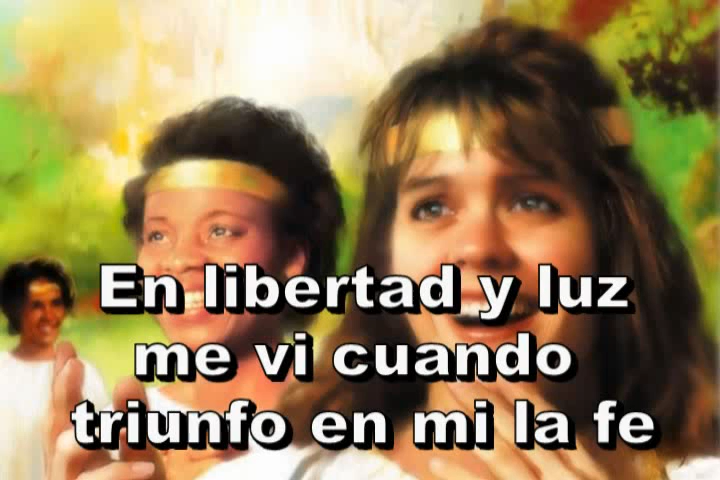 En libertad y luz
me vi cuando
triunfo en mi la fe